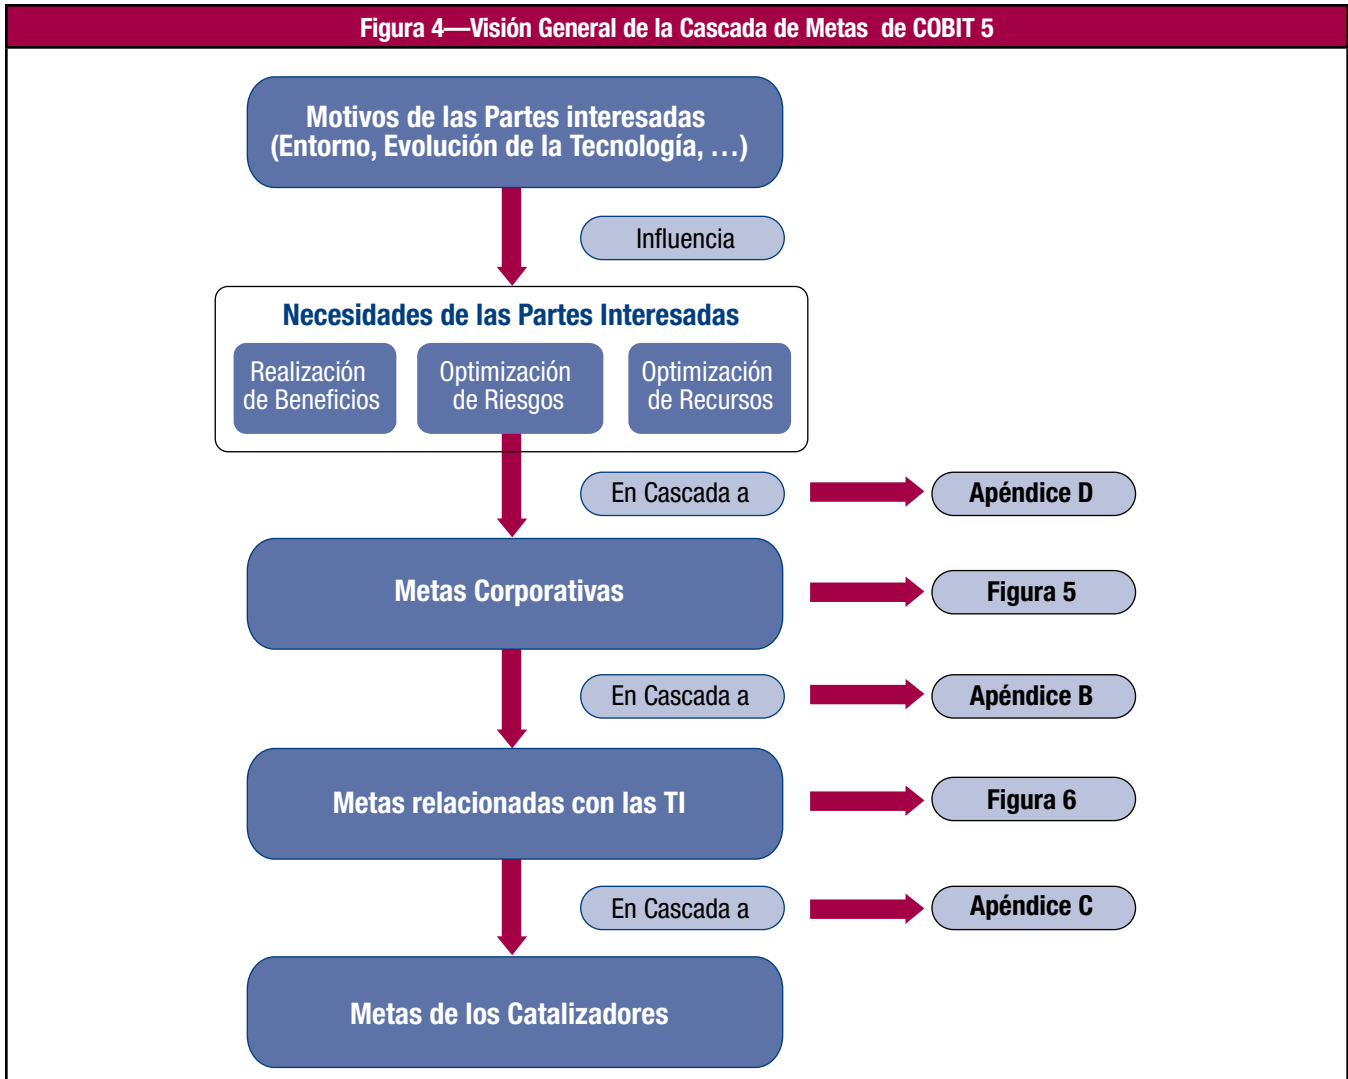 Figura 4—Visión General de la Cascada de Metas de COBIT 5
Motivos de las Partes interesadas
(Entorno, Evolución de la Tecnología, …)
Influencia
Necesidades de las Partes Interesadas
Realización
de Beneficios
Optimización
de Riesgos
Optimización
de Recursos
En Cascada a
Apéndice D
Metas Corporativas
Figura 5
En Cascada a
Apéndice B
Metas relacionadas con las TI
Figura 6
En Cascada a
Apéndice C
Metas de los Catalizadores